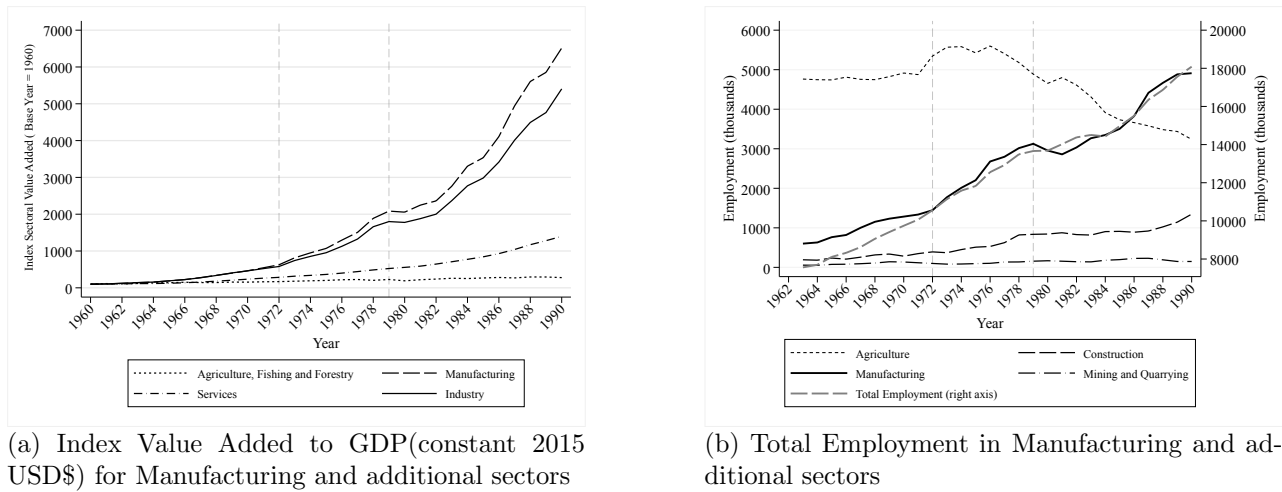 Index Sectoral Value Added ( Base Year = 1960)
7000
6000
5000
4000
3000
2000
1000
0
1960
1962
1964
1966
1968
1970
1972
1974
1976
1978
1980
1982
1984
1986
1988
1990
Year
Agriculture, Fishing and Forestry
Manufacturing
Services
Industry
(a) Index Value Added to GDP(constant 2015
USD$) for Manufacturing and additional sectors
Employment (thousands)
6000
5000
4000
3000
2000
1000
0
20000
18000
16000
14000
12000
10000
8000
Employment (thousands)
1962
1964
1966
1968
1970
1972
1974
1976
1978
1980
1982
1984
1986
1988
1990
Year
Agriculture
Construction
Manufacturing
Mining and Quarrying
Total Employment (right axis)
(b) Total Employment in Manufacturing and ad-
ditional sectors